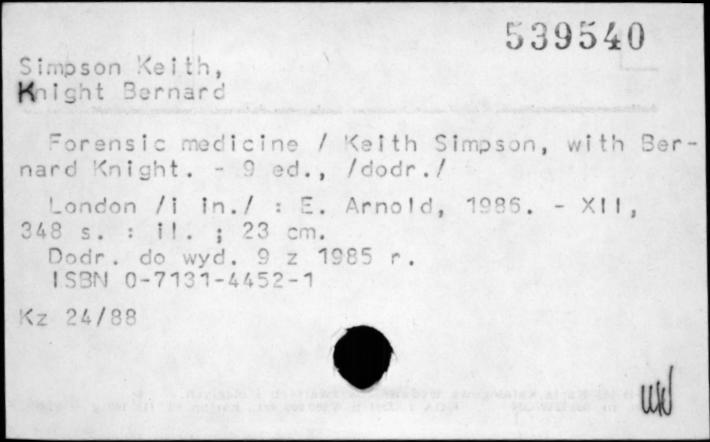 539540
Simpson Keith,
Knight Bernard
Forensic medicine / Keith Simpson, with Ber-
nard Knight. - 9 ed., /dodr./
London /i in./ : E. Arnold, 1986. - XII,
348 s. : il. ; 23 cm.
Dodr. do wyd. 9 z 1985 r.
ISBN 0-7131-4452-1
Kz 24/88